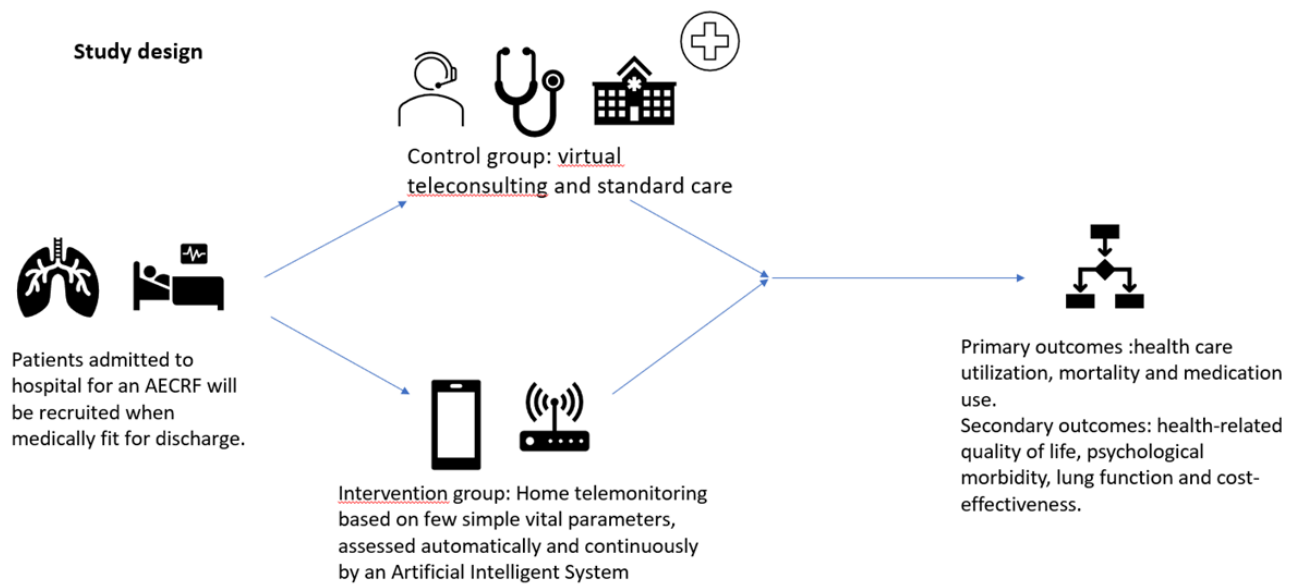 Study design
Control group: virtual
teleconsulting and standard care
Patients admitted to
hospital for an AECRF will
be recruited when
medically fit for discharge.
Intervention group: Home telemonitoring
based on few simple vital parameters,
assessed automatically and continuously
by an Artificial Intelligent System
Primary outcomes :health care
utilization, mortality and medication
use.
Secondary outcomes: health-related
quality of life, psychological
morbidity, lung function and cost-
effectiveness.